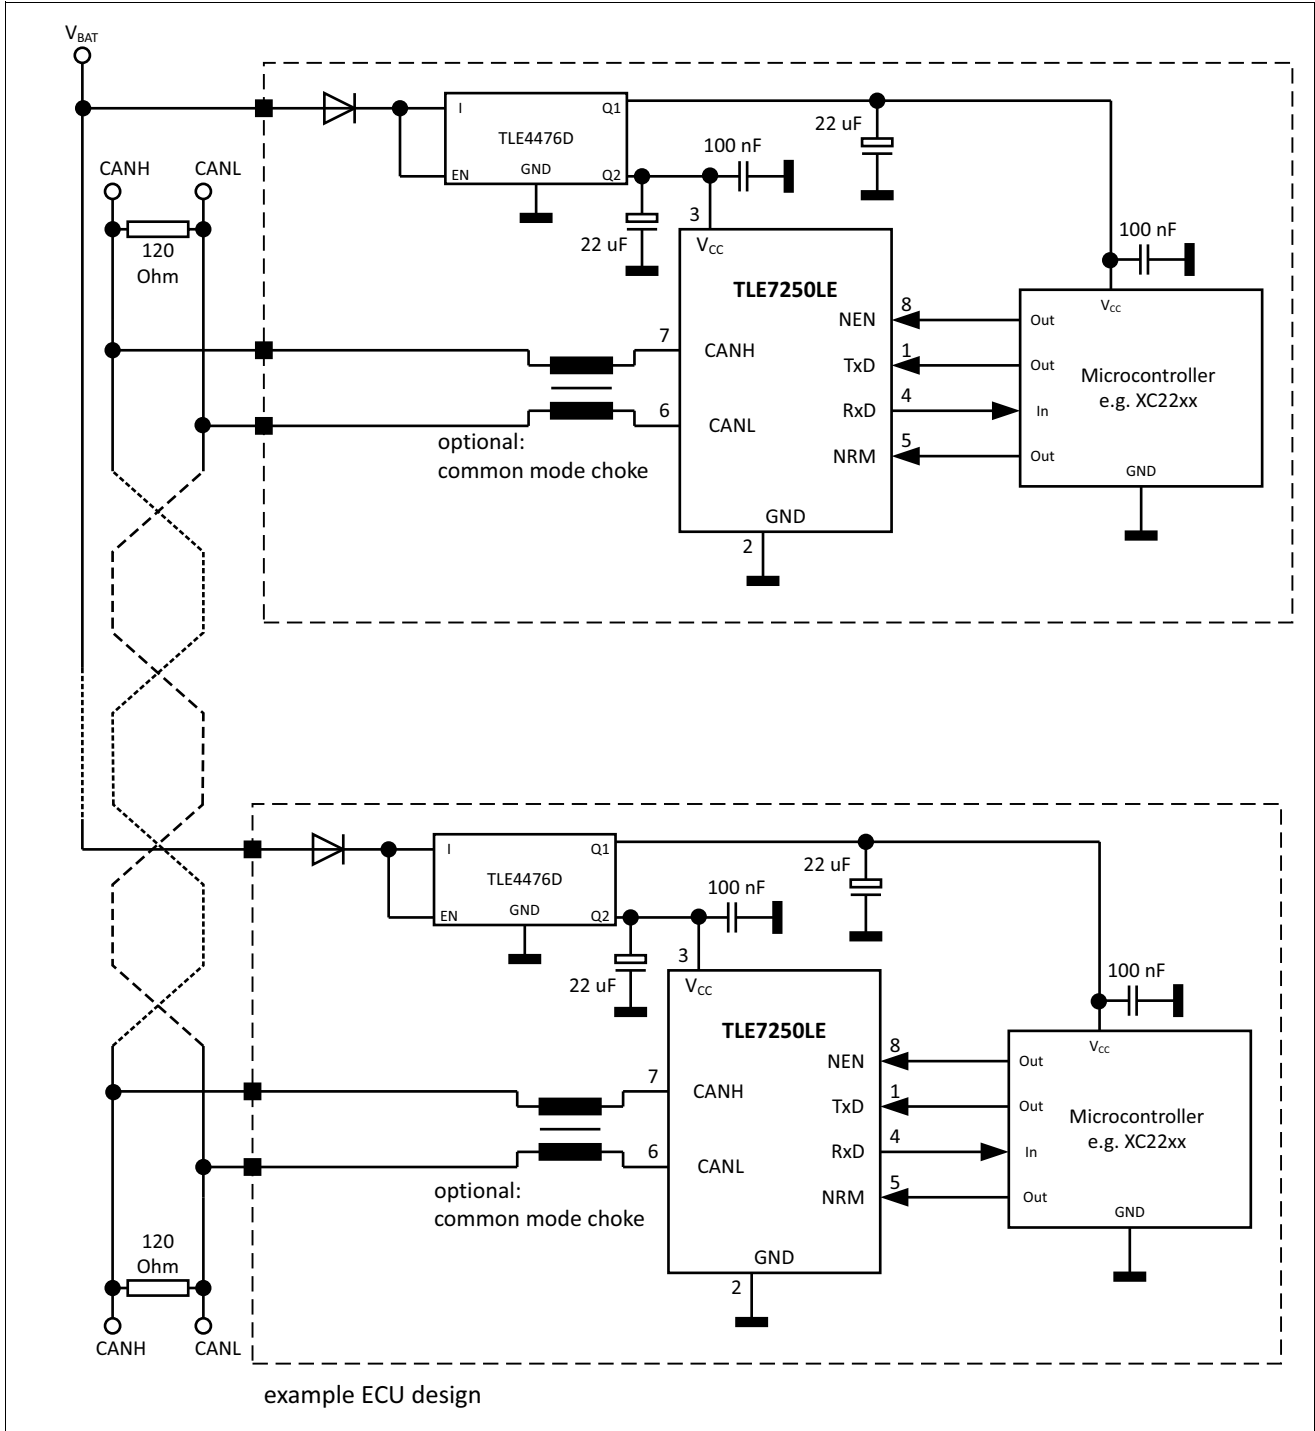 VBAT
I
Q1
TLE4476D
GND
EN
Q2
22 uF
100 nF
CANH
CANL
120
Ohm
22 uF
3
VCC
100 nF
VCC
TLE7250LE
NEN
8
Out
7
CANH
TxD
1
Out
Microcontroller
e.g. XC22xx
RxD
4
In
6
CANL
NRM
5
Out
optional:
common mode choke
GND
GND
2
I
Q1
TLE4476D
GND
EN
Q2
22 uF
100 nF
22 uF
3
VCC
100 nF
VCC
TLE7250LE
NEN
8
Out
7
CANH
TxD
1
Out
Microcontroller
e.g. XC22xx
RxD
4
In
6
CANL
NRM
5
Out
optional:
common mode choke
GND
GND
2
120
Ohm
CANH
CANL
example ECU design